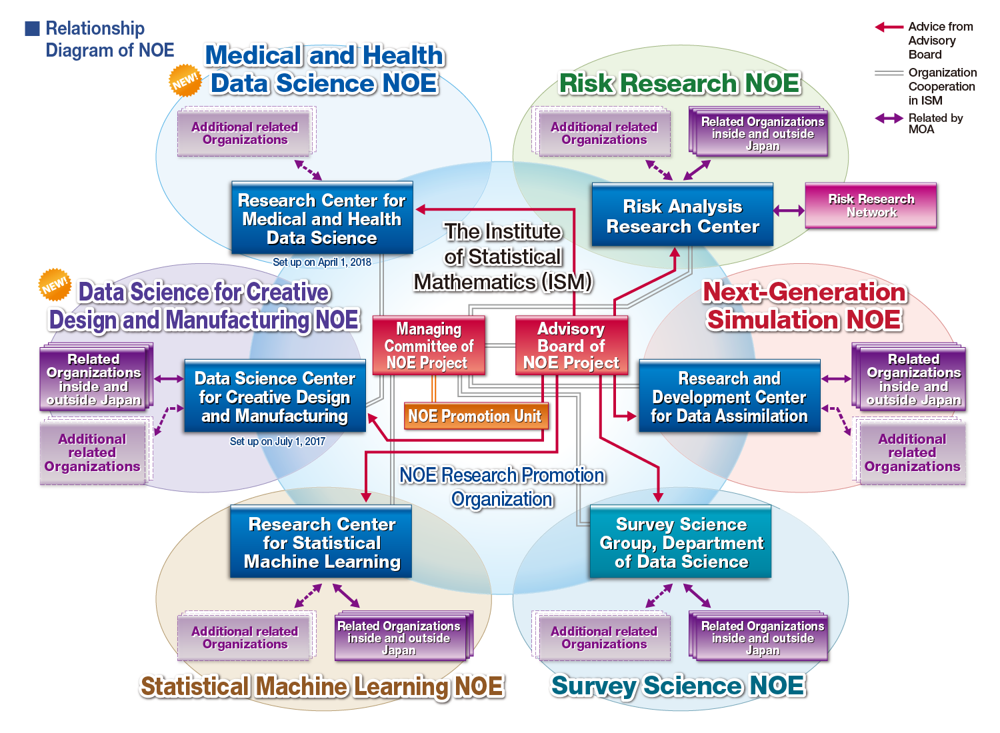 Relationship
Diagram of NOE
Advice from
Advisory
Board
Organization
Cooperation
in ISM
Related by
MOA
NEW!
Medical and Health
Data Science NOE
Additional related
Organizations
Research Center for
Medical and Health
Data Science
Set up on April 1, 2018
Risk Research NOE
Additional related
Organizations
Related Organizations
inside and outside
Japan
Risk Analysis
Research Center
Risk Research
Network
The Institute
of Statistical
Mathematics (ISM)
NEW!
Data Science for Creative
Design and Manufacturing NOE
Related
Organizations
inside and
outside Japan
Additional
related
Organizations
Data Science Center
for Creative Design
and Manufacturing
Set up on July 1, 2017
Managing
Committee of
NOE Project
Advisory
Board of
NOE Project
NOE Promotion Unit
Next-Generation
Simulation NOE
Research and
Development Center
for Data Assimilation
Related
Organizations
inside and
outside Japan
Additional
related
Organizations
NOE Research Promotion
Organization
Research Center
for Statistical
Machine Learning
Additional related
Organizations
Related Organizations
inside and outside
Japan
Statistical Machine Learning NOE
Survey Science
Group, Department
of Data Science
Additional related
Organizations
Related Organizations
inside and outside
Japan
Survey Science NOE